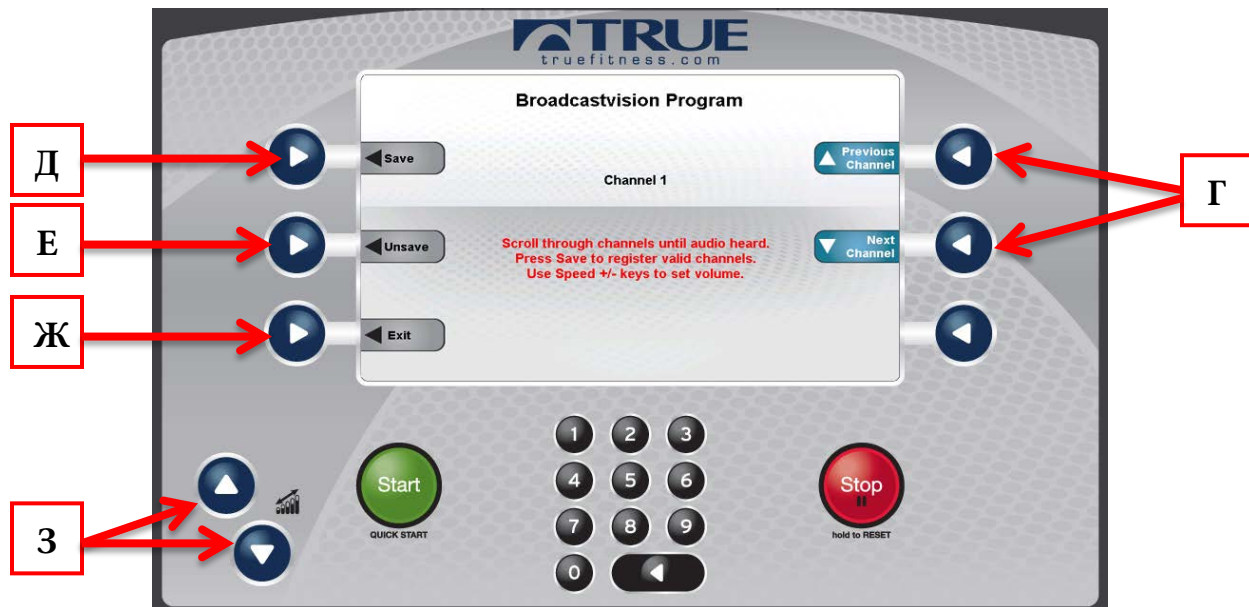 TRUE
truefitness.com
Broadcastvision Program
Д
Save
Previous
Channel
Г
Channel 1
Е
Unsave
Scroll through channels until audio heard.
Press Save to register valid channels.
Use Speed +/- keys to set volume.
Next
Channel
Ж
Exit
1 2 3
Start
4 5 6
Stop
QUICK START
hold to RESET
З
7 8 9
0